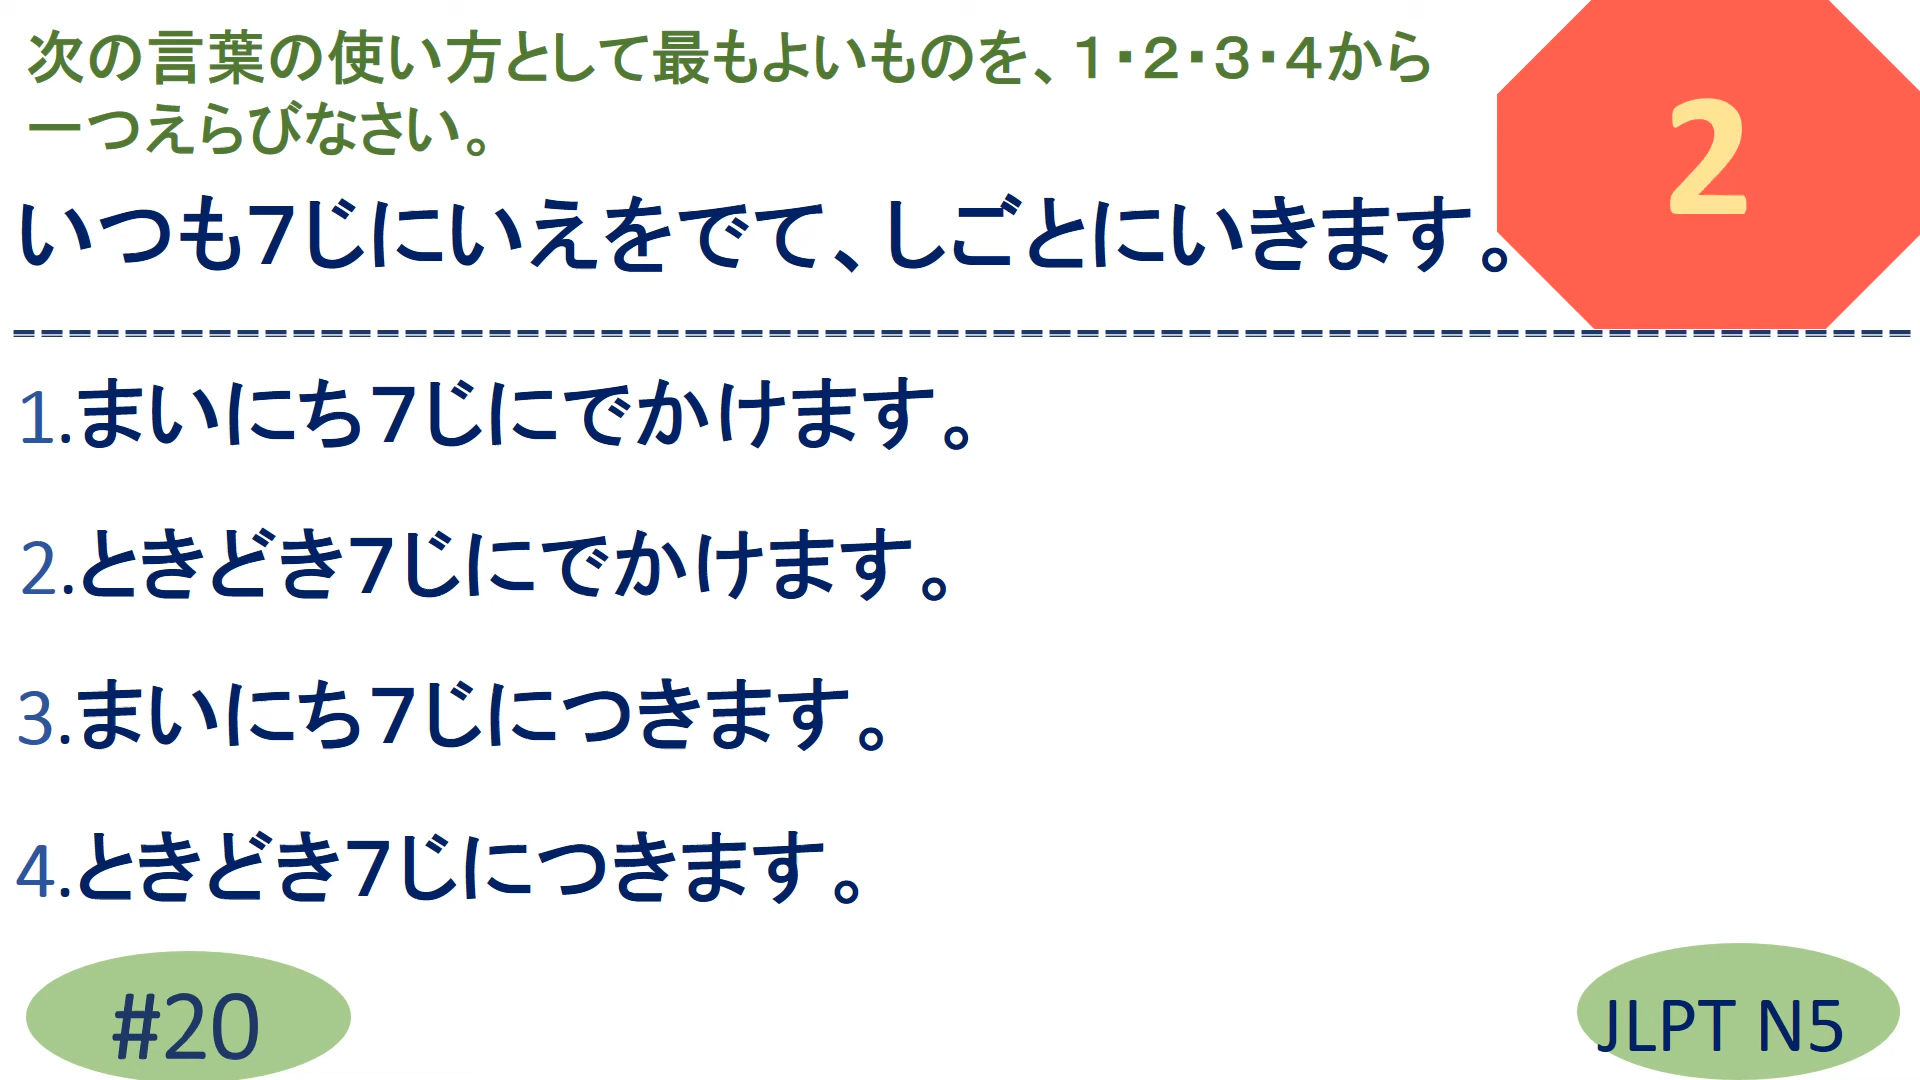 次の言葉の使い方として最もよいものを、1・2・3・4から
一つえらびなさい。
2
いつも7じにいえをでて、しごとにいきます。
1.まいにち7じにでかけます。
2.ときどき7じにでかけます。
3.まいにち7じにつきます。
4.ときどき7じにつきます。
#20
JLPT N5